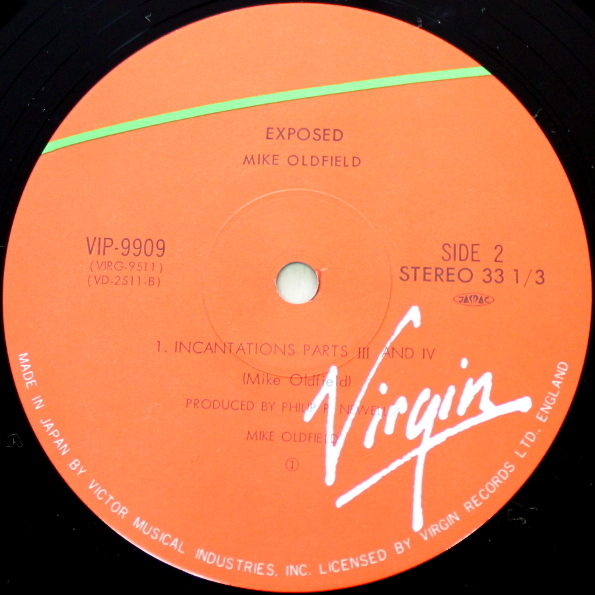 EXPOSED
MIKE OLDFIELD
VIP-9909
(VIRG-9511)
(VD-2511-B)
SIDE 2
STEREO 33 1/3
JASRAC
1. INCANTATIONS PARTS III AND IV
(Mike Oldfield)
PRODUCED BY PHILIP R. NEWELL
MIKE OLDFIELD
Ⓘ
Virgin
MADE IN JAPAN BY VICTOR MUSICAL INDUSTRIES, INC. LICENSED BY VIRGIN RECORDS LTD. ENGLAND